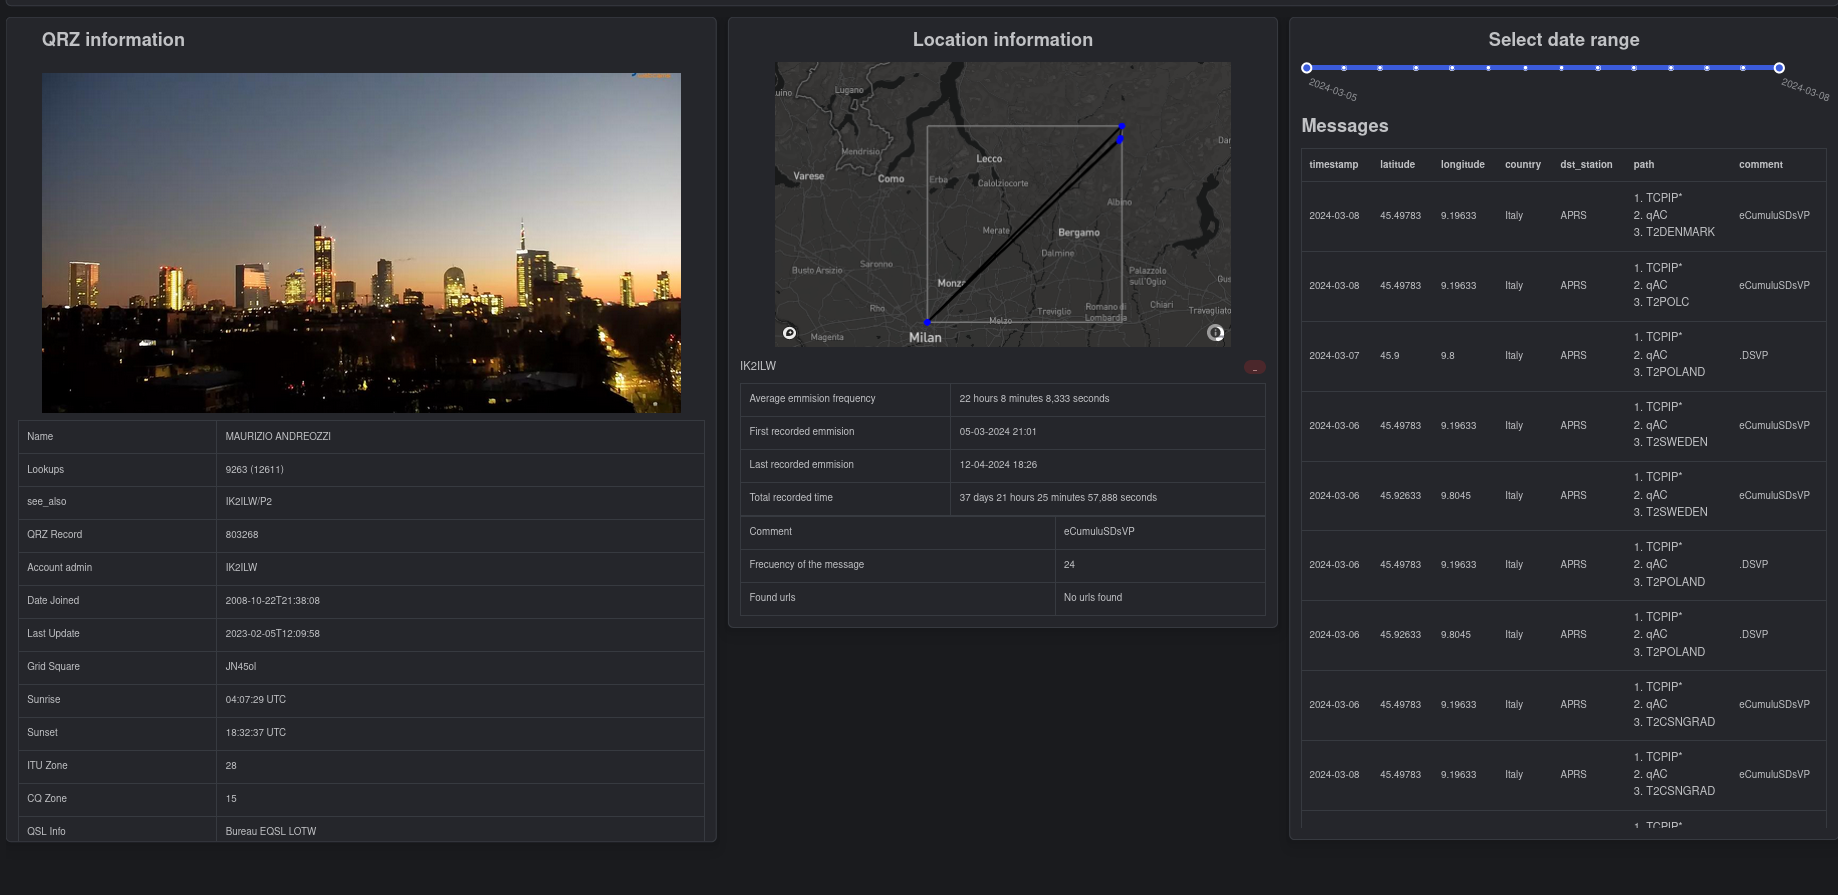 QRZ information
Name MAURIZIO ANDREOZZI
Lookups 9263 (12611)
see_also IK2ILW/P2
QRZ Record 803268
Account admin IK2ILW
Date Joined 2008-10-22T21:38:08
Last Update 2023-02-05T12:09:58
Grid Square JN45ol
Sunrise 04:07:29 UTC
Sunset 18:32:37 UTC
ITU Zone 28
CQ Zone 15
QSL Info Bureau EQSL LOTW
Location information
uino
Lugano
Mendrisio
Lecco
Varese
Como
Erba
Calolziocorte
Albino
Merate
Bergamo
Dalmine
Saronno
Busto Arsizio
Palazzolo
sull'Oglio
Monza
Rho
Treviglio
Romano di
Lombardia
Chiari
Travagliato
Melzo
Magenta
Milan
IK2ILW
Average emmision frequency 22 hours 8 minutes 8,333 seconds
First recorded emmision 05-03-2024 21:01
Last recorded emmision 12-04-2024 18:26
Total recorded time 37 days 21 hours 25 minutes 57,888 seconds
Comment eCumuluSDsVP
Frecuency of the message 24
Found urls No urls found
Select date range
2024-03-05 2024-03-08
Messages
timestamp latitude longitude country dst_station path comment
1. TCPIP*
2024-03-08 45.49783 9.19633 Italy APRS 2. qAC eCumuluSDsVP
3. T2DENMARK
1. TCPIP*
2024-03-08 45.49783 9.19633 Italy APRS 2. qAC eCumuluSDsVP
3. T2POLC
1. TCPIP*
2024-03-07 45.9 9.8 Italy APRS 2. qAC .DSVP
3. T2POLAND
1. TCPIP*
2024-03-06 45.49783 9.19633 Italy APRS 2. qAC eCumuluSDsVP
3. T2SWEDEN
1. TCPIP*
2024-03-06 45.92633 9.8045 Italy APRS 2. qAC eCumuluSDsVP
3. T2SWEDEN
1. TCPIP*
2024-03-06 45.49783 9.19633 Italy APRS 2. qAC .DSVP
3. T2POLAND
1. TCPIP*
2024-03-06 45.92633 9.8045 Italy APRS 2. qAC .DSVP
3. T2POLAND
1. TCPIP*
2024-03-06 45.49783 9.19633 Italy APRS 2. qAC eCumuluSDsVP
3. T2CSNGRAD
1. TCPIP*
2024-03-08 45.49783 9.19633 Italy APRS 2. qAC eCumuluSDsVP
3. T2CSNGRAD
1. TCPIP*